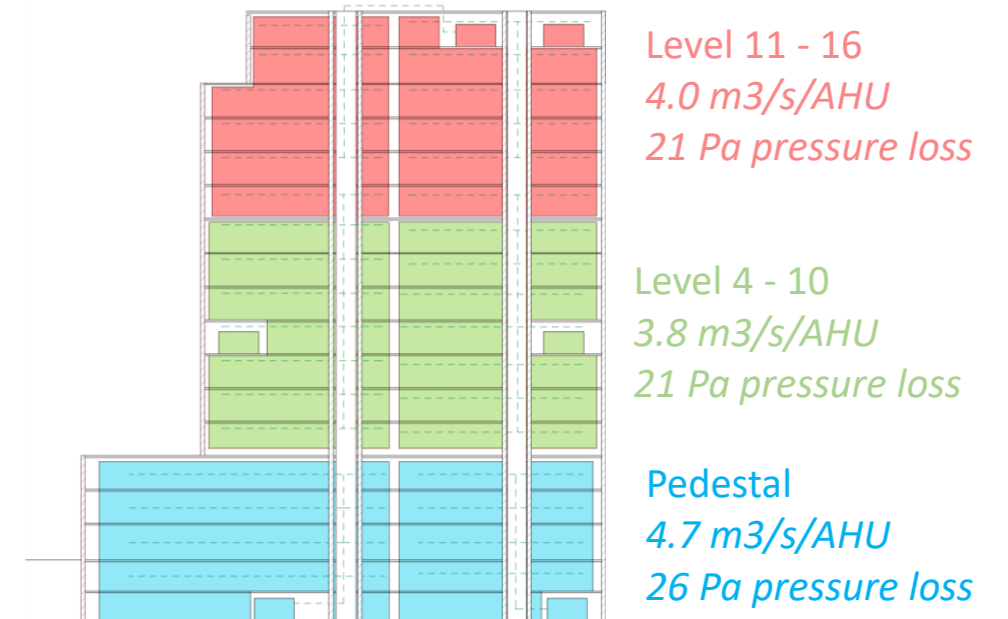 Level 11 - 16
4.0 m3/s/AHU
21 Pa pressure loss
Level 4 - 10
3.8 m3/s/AHU
21 Pa pressure loss
Pedestal
4.7 m3/s/AHU
26 Pa pressure loss